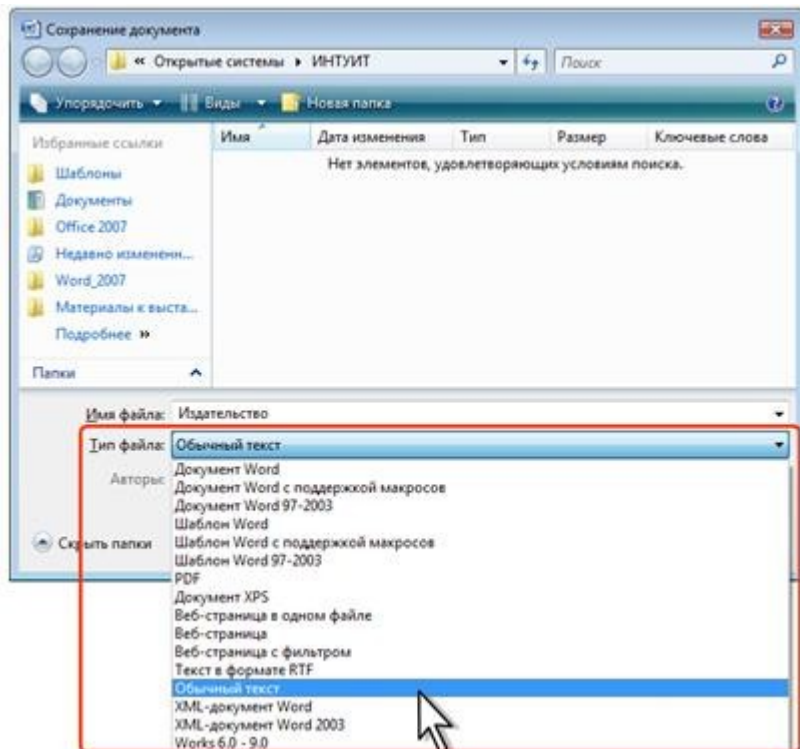 Сохранение документа
« Открытые системы ▸ ИНТУИТ
Поиск
Упорядочить
Виды
Новая папка
Избранные ссылки
Имя Дата изменения Тип Размер Ключевые слова
Нет элементов, удовлетворяющих условиям поиска.
Шаблоны
Документы
Office 2007
Недавно измененн...
Word_2007
Материалы к выста...
Подробнее »
Папки
Имя файла: Издательство
Тип файла: Обычный текст
Авторы:
Скрыть папки
Документ Word
Документ Word с поддержкой макросов
Документ Word 97-2003
Шаблон Word
Шаблон Word с поддержкой макросов
Шаблон Word 97-2003
PDF
Документ XPS
Веб-страница в одном файле
Веб-страница
Веб-страница с фильтром
Текст в формате RTF
Обычный текст
XML-документ Word
XML-документ Word 2003
Works 6.0 - 9.0